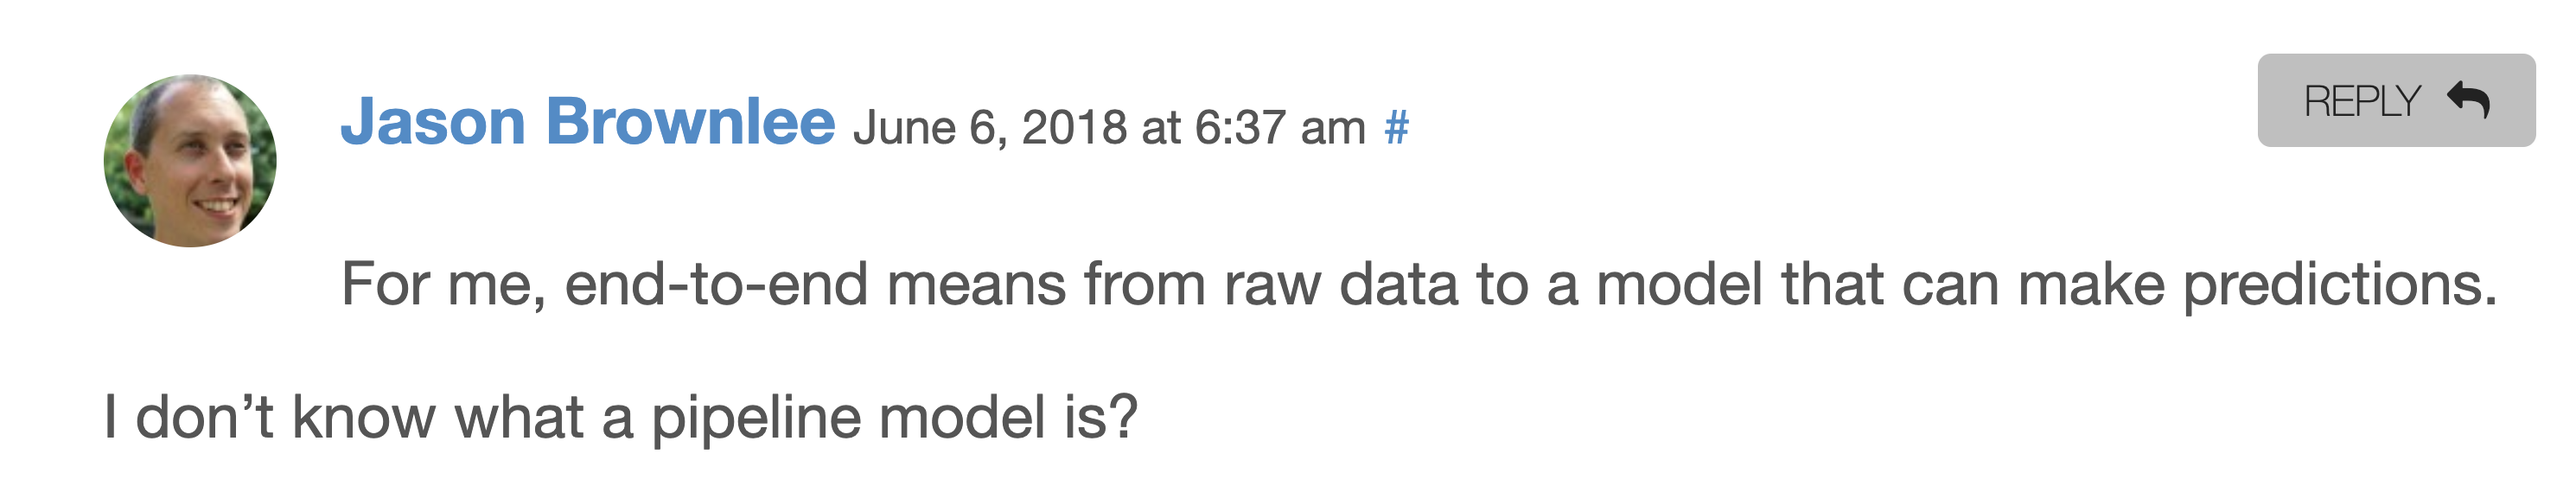 Jason Brownlee June 6, 2018 at 6:37 am #
REPLY
For me, end-to-end means from raw data to a model that can make predictions.
I don’t know what a pipeline model is?